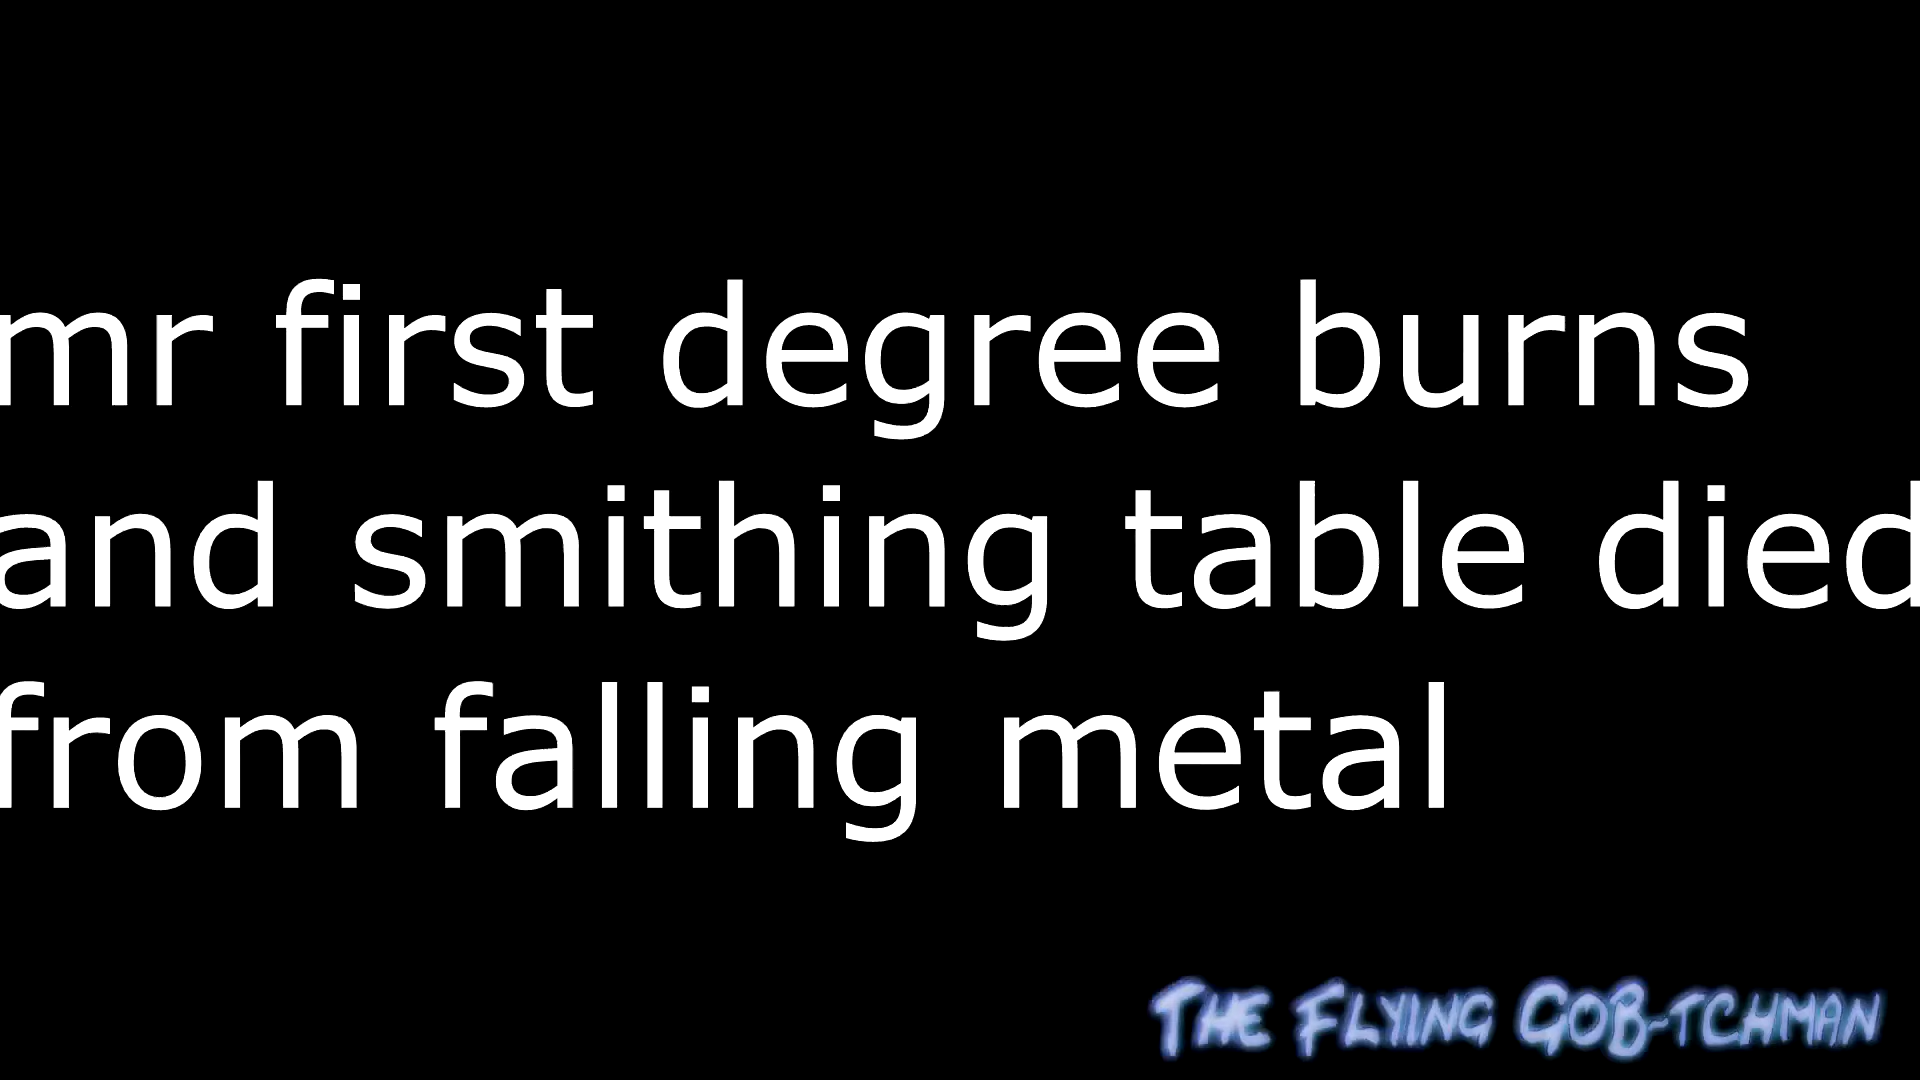 mr first degree burns
and smithing table died
from falling metal
THE FLYING GOB-TCHMAN